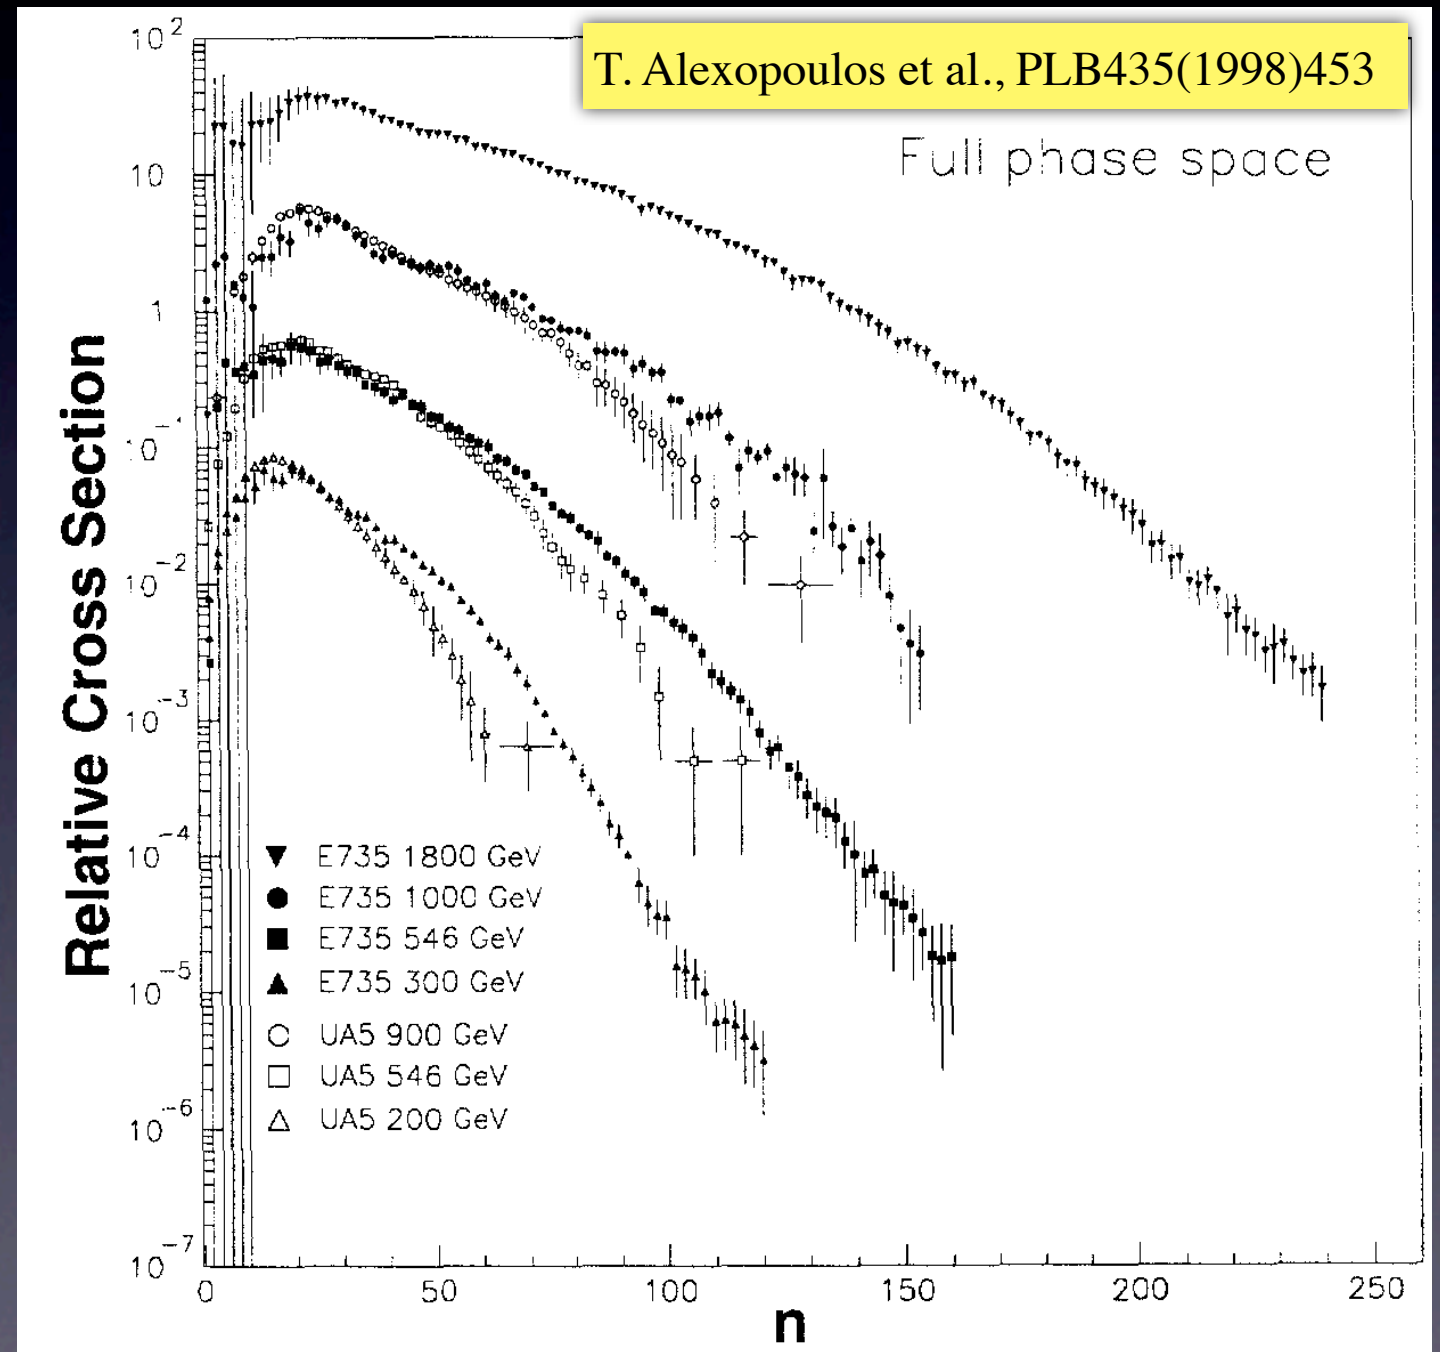 T. Alexopoulos et al., PLB435(1998)453
Full phase space
Relative Cross Section
10^2
10
1
10^-1
10^-2
10^-3
10^-4
10^-5
10^-6
10^-7
E735 1800 GeV
E735 1000 GeV
E735 546 GeV
E735 300 GeV
UA5 900 GeV
UA5 546 GeV
UA5 200 GeV
0 50 100 150 200 250
n